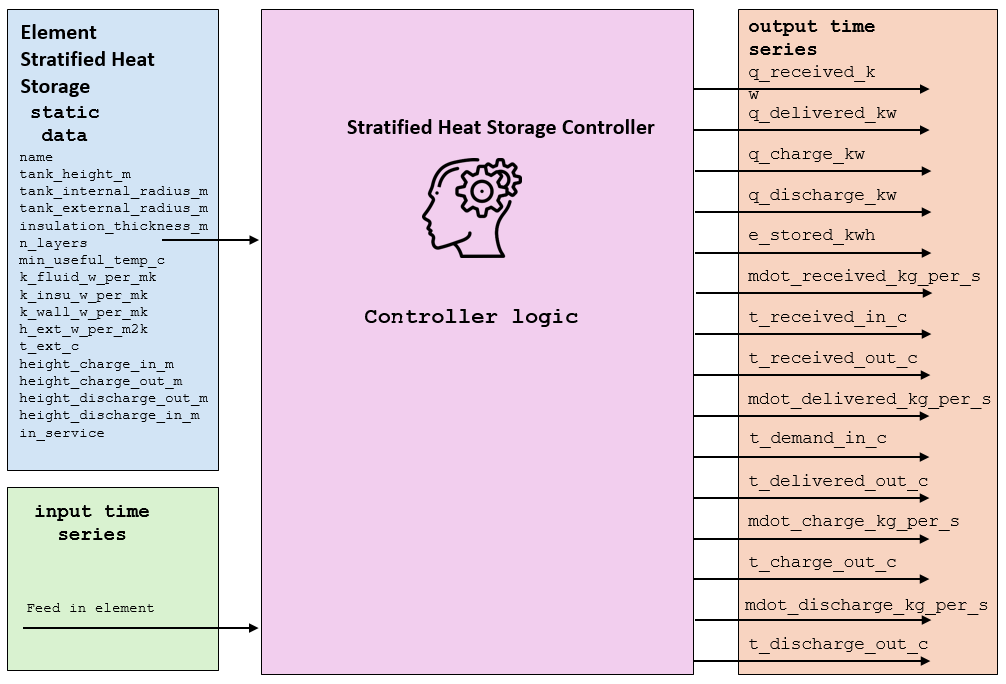 Element
Stratified Heat
Storage
static
data
name
tank_height_m
tank_internal_radius_m
tank_external_radius_m
insulation_thickness_m
n_layers
min_useful_temp_c
k_fluid_w_per_mk
k_insu_w_per_mk
k_wall_w_per_mk
h_ext_w_per_m2k
t_ext_c
height_charge_in_m
height_charge_out_m
height_discharge_out_m
height_discharge_in_m
in_service
input time
series
Feed in element
Stratified Heat Storage Controller
Controller logic
output time
series
q_received_k
w
q_delivered_kw
q_charge_kw
q_discharge_kw
e_stored_kwh
mdot_received_kg_per_s
t_received_in_c
t_received_out_c
mdot_delivered_kg_per_s
t_demand_in_c
t_delivered_out_c
mdot_charge_kg_per_s
t_charge_out_c
mdot_discharge_kg_per_s
t_discharge_out_c